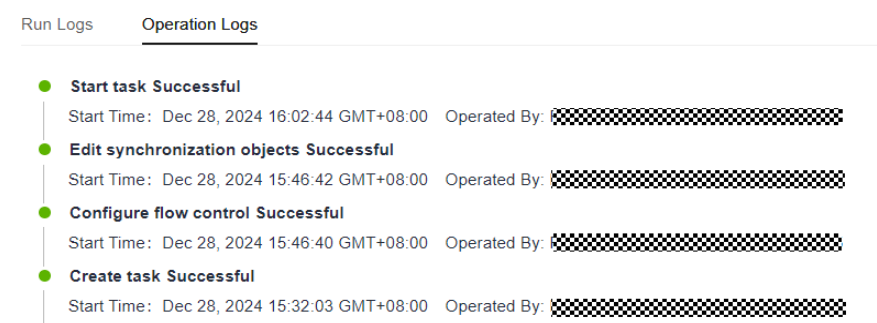 Run Logs Operation Logs
Start task Successful
Start Time: Dec 28, 2024 16:02:44 GMT+08:00 Operated By:
Edit synchronization objects Successful
Start Time: Dec 28, 2024 15:46:42 GMT+08:00 Operated By:
Configure flow control Successful
Start Time: Dec 28, 2024 15:46:40 GMT+08:00 Operated By:
Create task Successful
Start Time: Dec 28, 2024 15:32:03 GMT+08:00 Operated By: